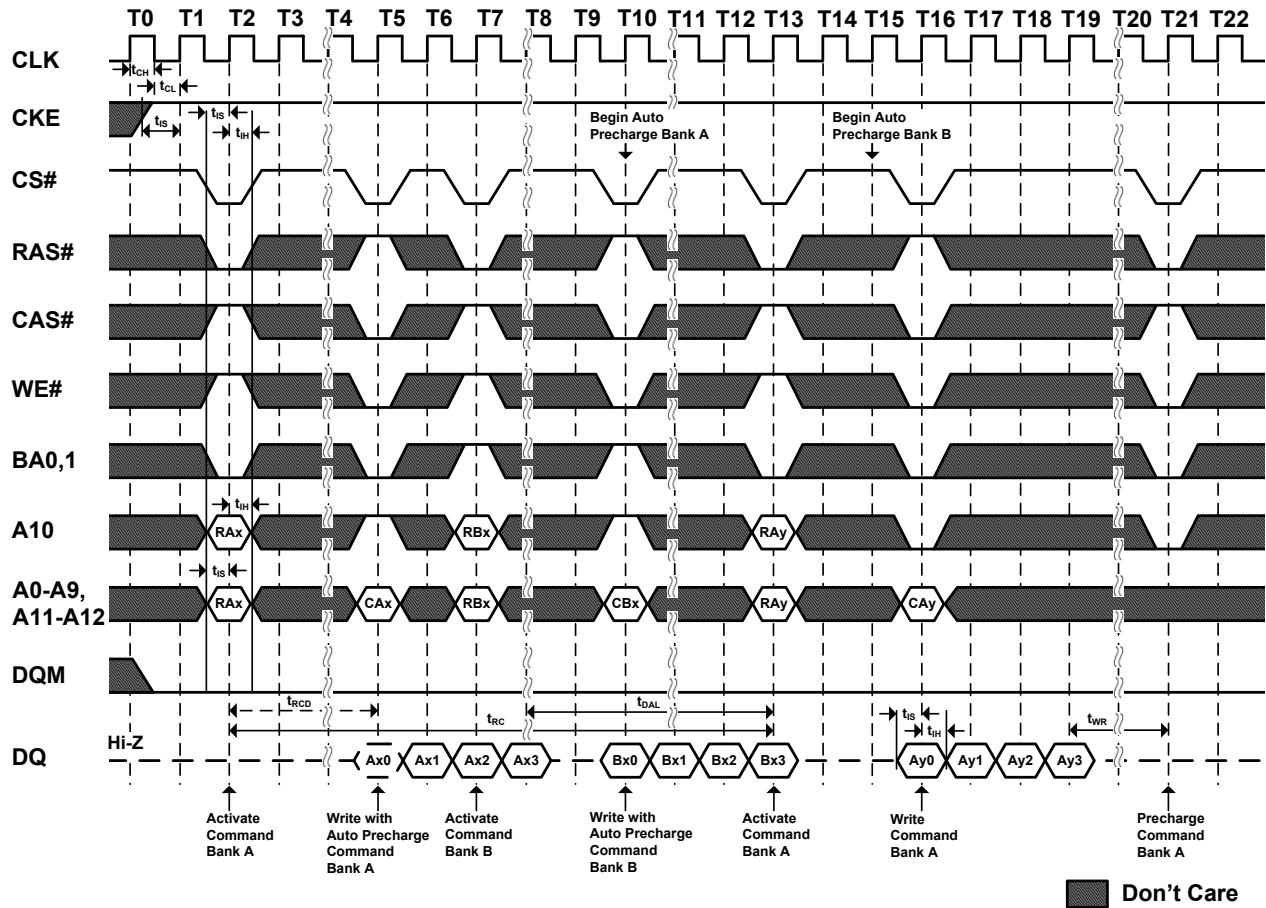 T0 T1 T2 T3 T4 T5 T6 T7 T8 T9 T10 T11 T12 T13 T14 T15 T16 T17 T18 T19 T20 T21 T22
CLK
tCH
tCL
CKE
tIS
tIS
tIH
Begin Auto
Precharge Bank A
Begin Auto
Precharge Bank B
CS#
RAS#
CAS#
WE#
BA0,1
tIH
A10
RAx RBx RAy
tIS
A0-A9,
A11-A12
RAx CAx RBx CBx RAy CAy
DQM
tRCD
tRC
tDAL
tIS
tIH
tWR
Hi-Z
DQ
Ax0 Ax1 Ax2 Ax3 Bx0 Bx1 Bx2 Bx3 Ay0 Ay1 Ay2 Ay3
Activate
Command
Bank A
Write with
Auto Precharge
Command
Bank A
Activate
Command
Bank B
Write with
Auto Precharge
Command
Bank B
Activate
Command
Bank A
Write
Command
Bank A
Precharge
Command
Bank A
Don't Care